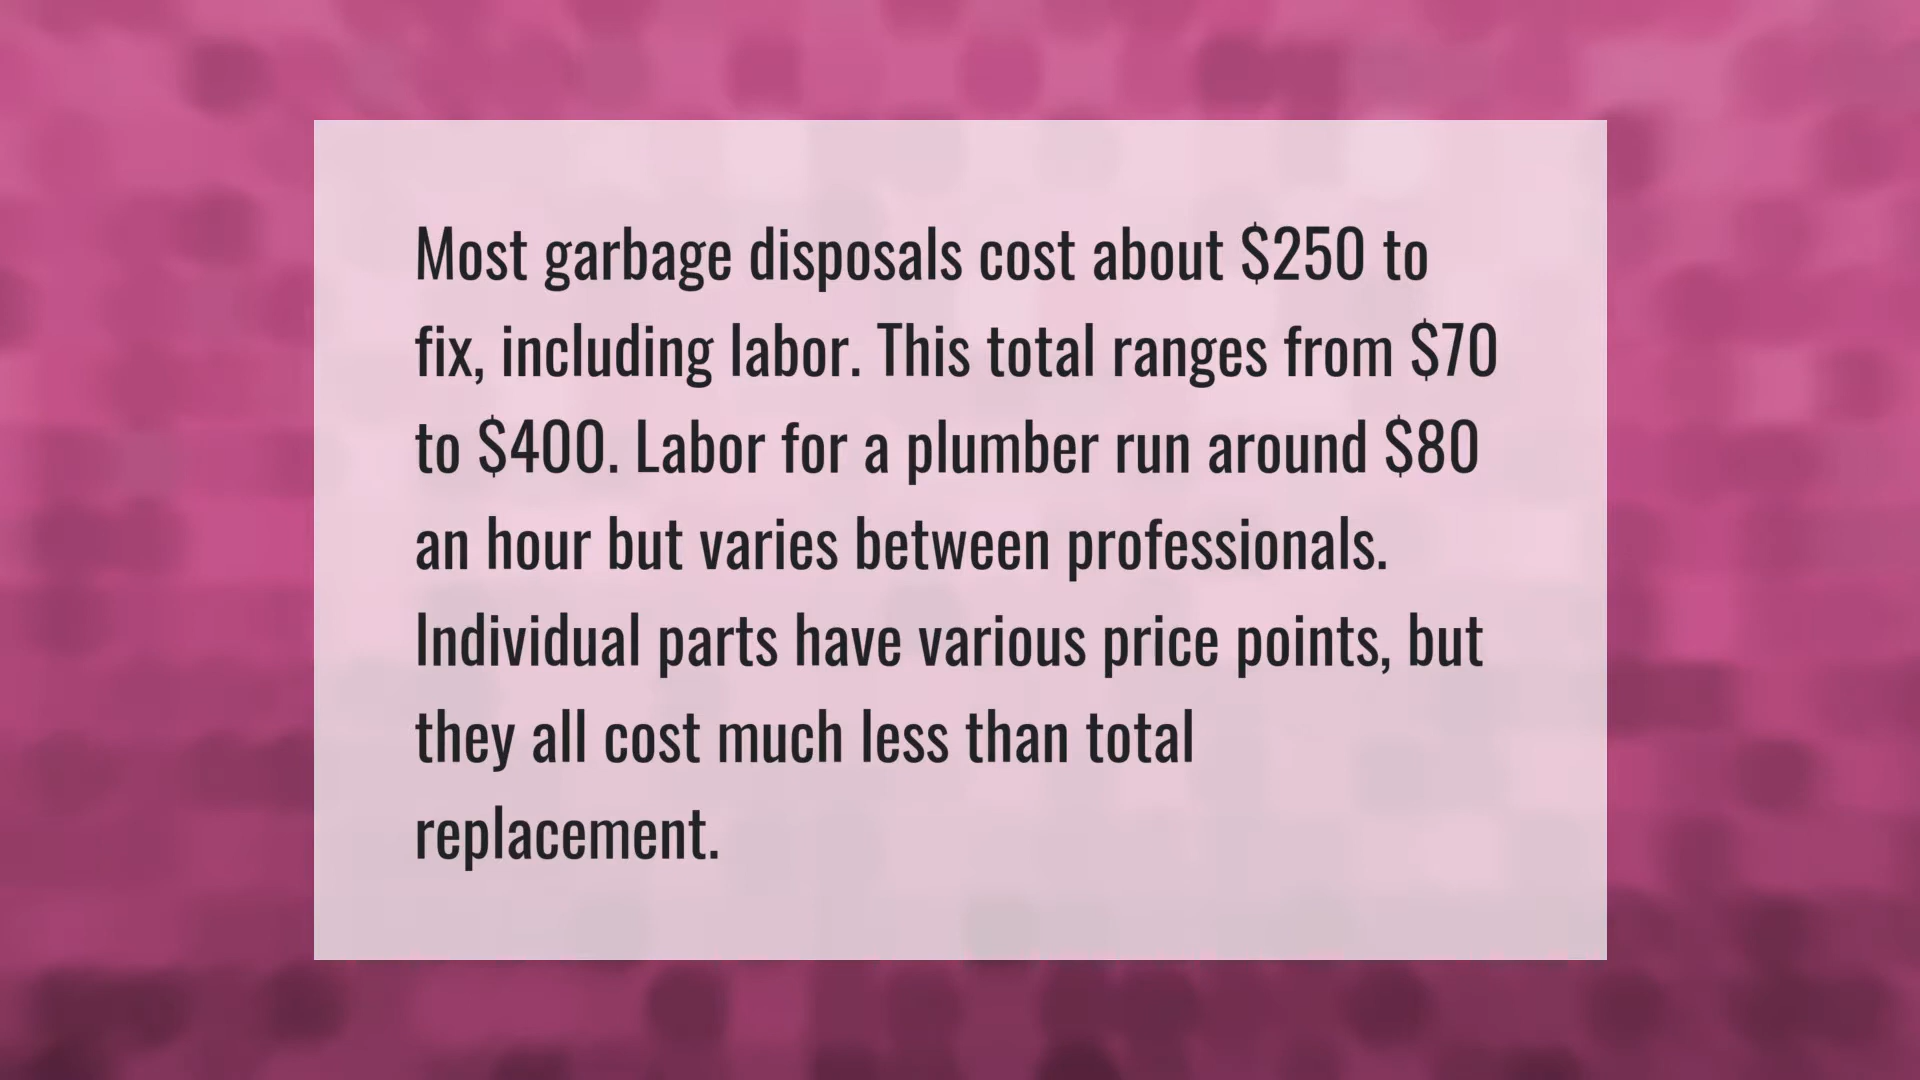 Most garbage disposals cost about $250 to
fix, including labor. This total ranges from $70
to $400. Labor for a plumber run around $80
an hour but varies between professionals.
Individual parts have various price points, but
they all cost much less than total
replacement.